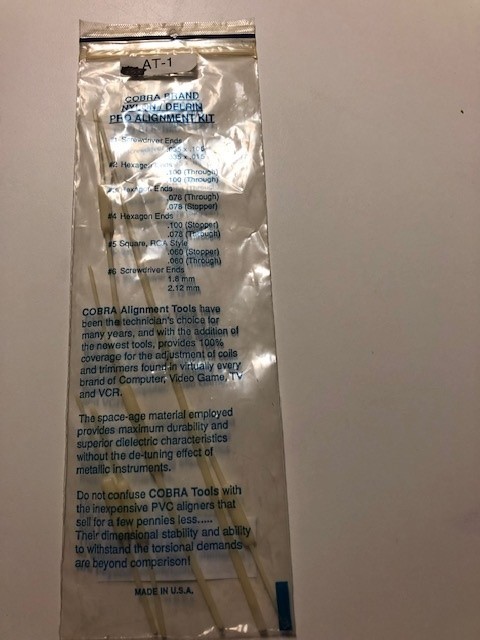 AT-1
COBRA BRAND
NYLON / DELRIN
PRO ALIGNMENT KIT
#1 Screwdriver Ends
#2 Hexagon
.100 (Through)
.100 (Through)
Hexagon Ends
.078 (Through)
.078 (Stopper)
#4 Hexagon Ends
.100 (Stopper)
.078 (Through)
#5 Square, RCA Style
.060 (Stopper)
.060 (Through)
#6 Screwdriver Ends
1.8 mm
2.12 mm
COBRA Alignment Tools have
been the technician's choice for
many years, and with the addition of
the newest tools, provides 100%
coverage for the adjustment of coils
and trimmers found in virtually every
brand of Computer, Video Game, TV
and VCR.
The space-age material employed
provides maximum durability and
superior dielectric characteristics
without the de-tuning effect of
metallic instruments.
Do not confuse COBRA Tools with
the inexpensive PVC aligners that
sell for a few pennies less.....
Their dimensional stability and ability
to withstand the torsional demands
are beyond comparison!
MADE IN U.S.A.